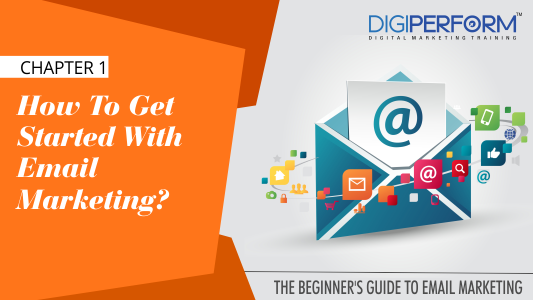 DIGIPERFORM™
DIGITAL MARKETING TRAINING
CHAPTER 1
How To Get
Started With
Email
Marketing?
@
@
@
THE BEGINNER'S GUIDE TO EMAIL MARKETING